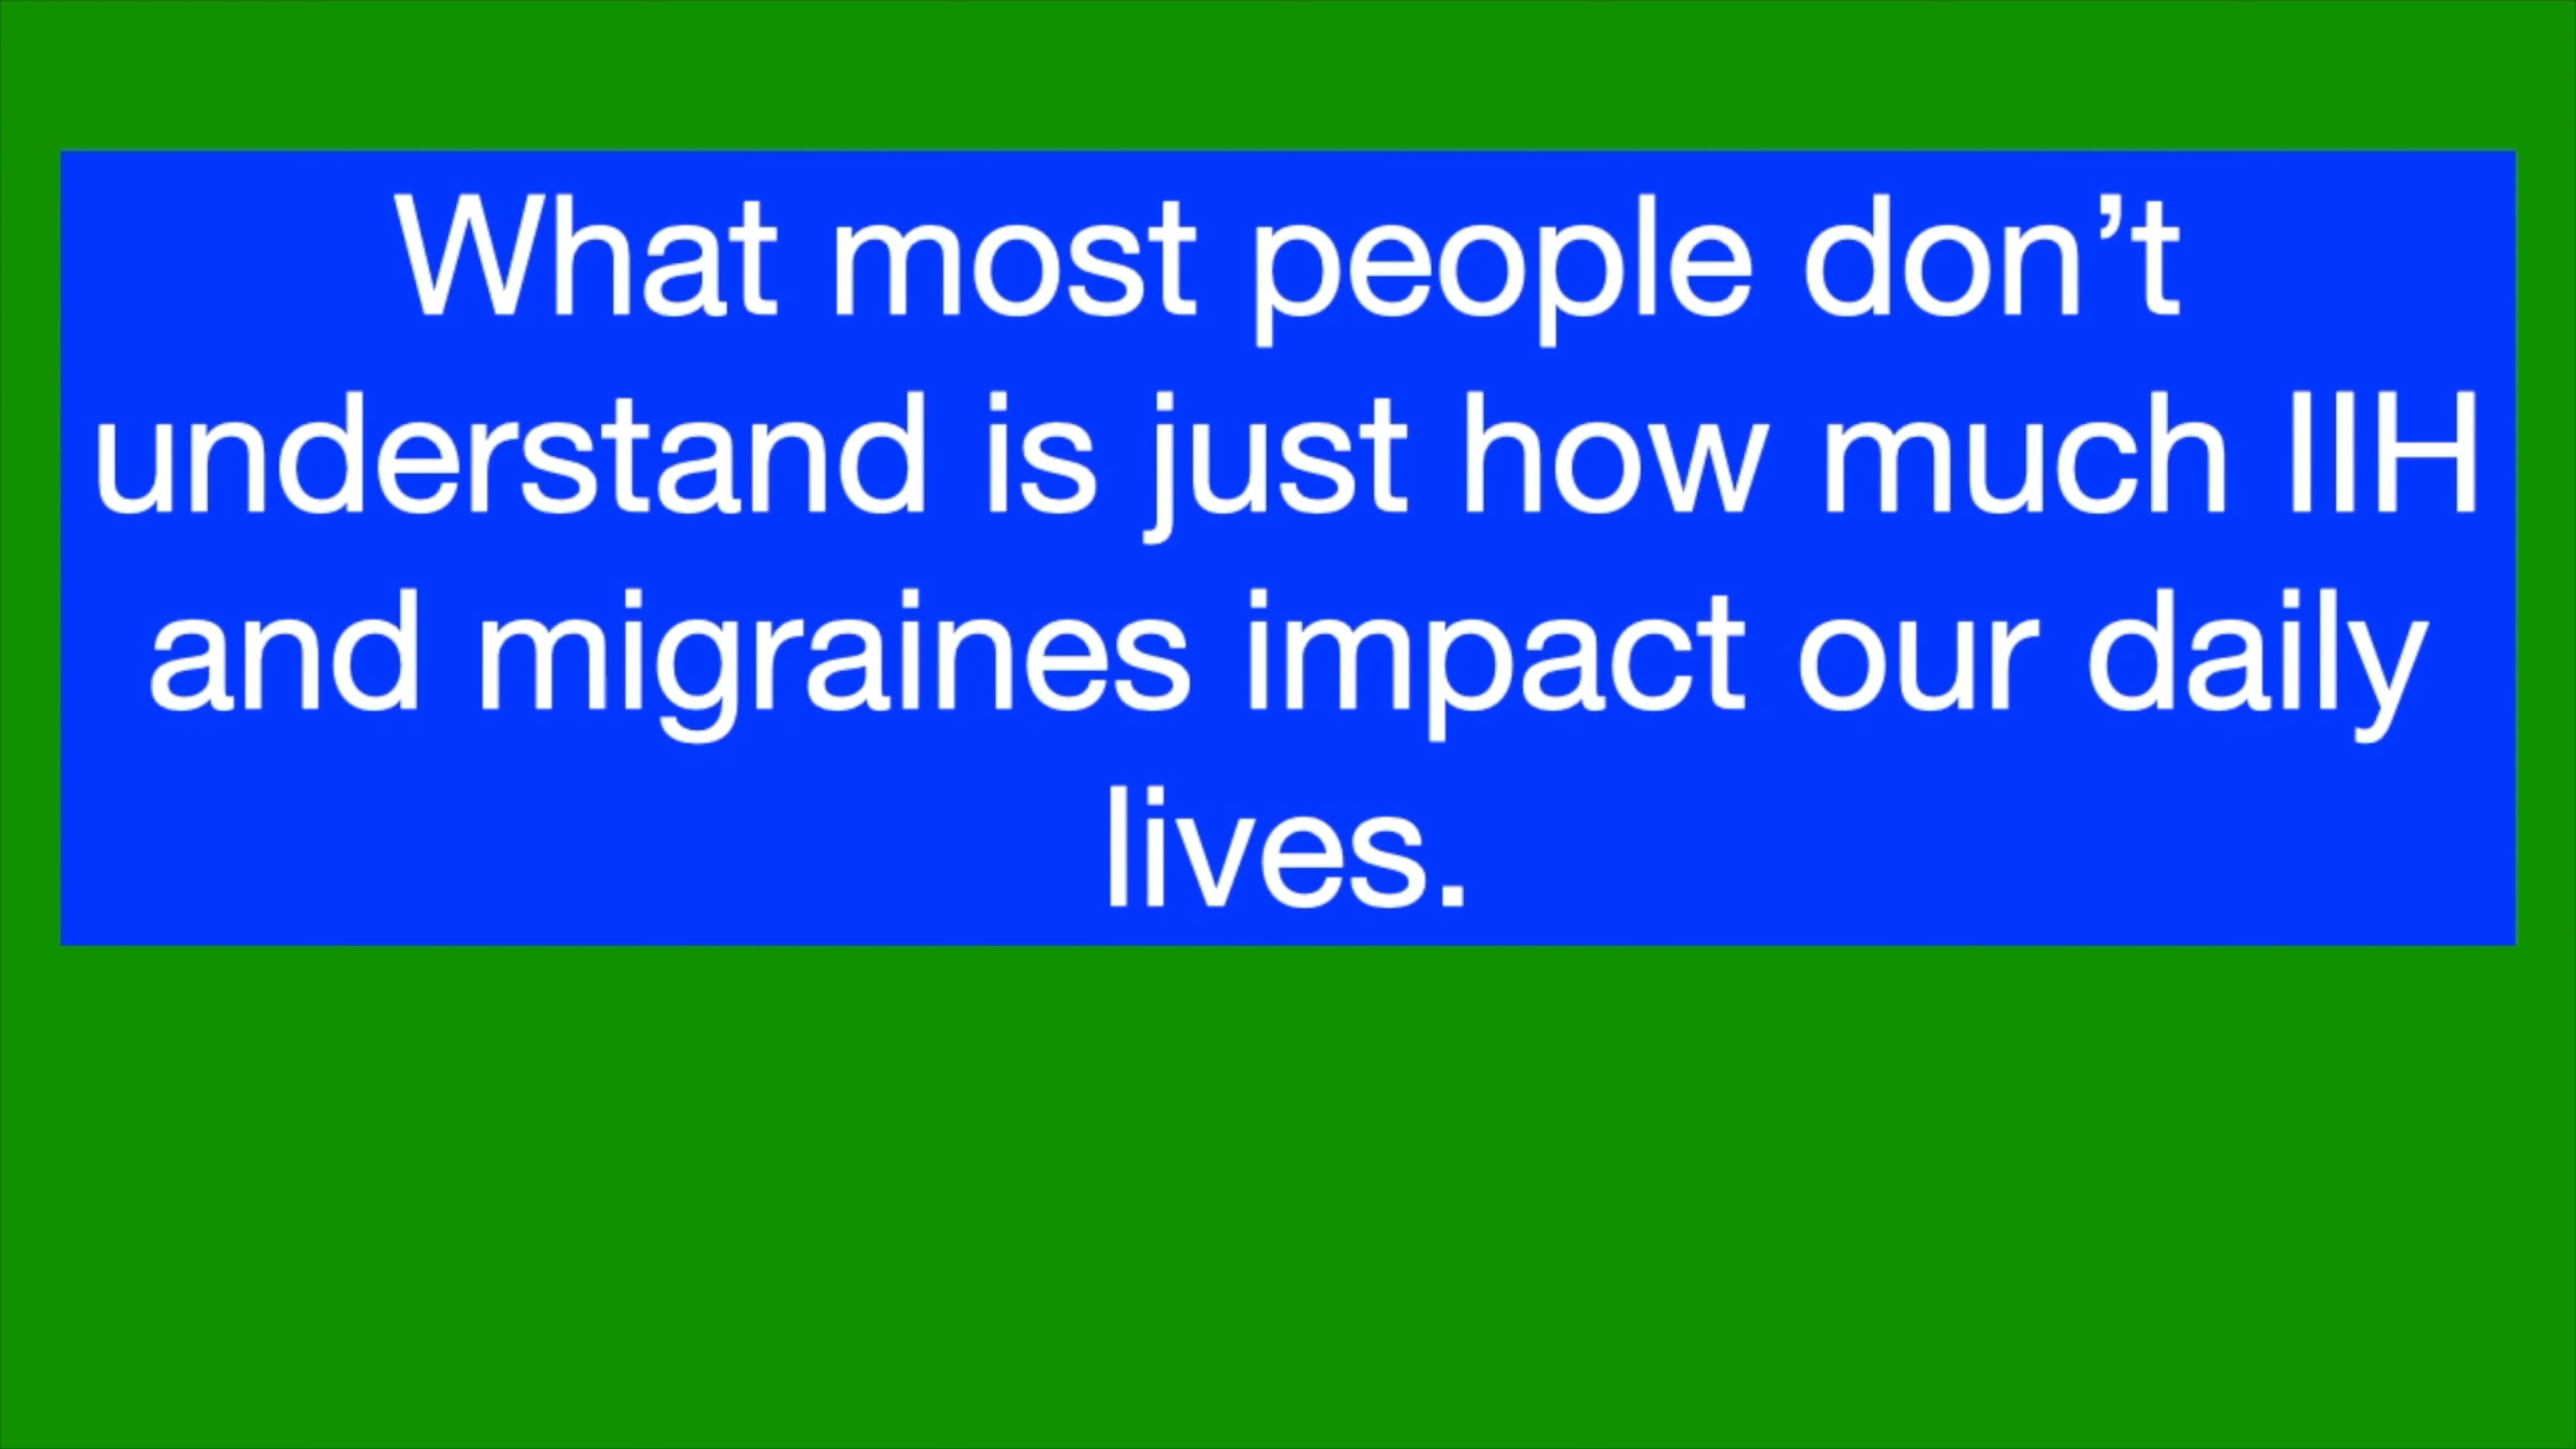 What most people don’t
understand is just how much IIH
and migraines impact our daily
lives.